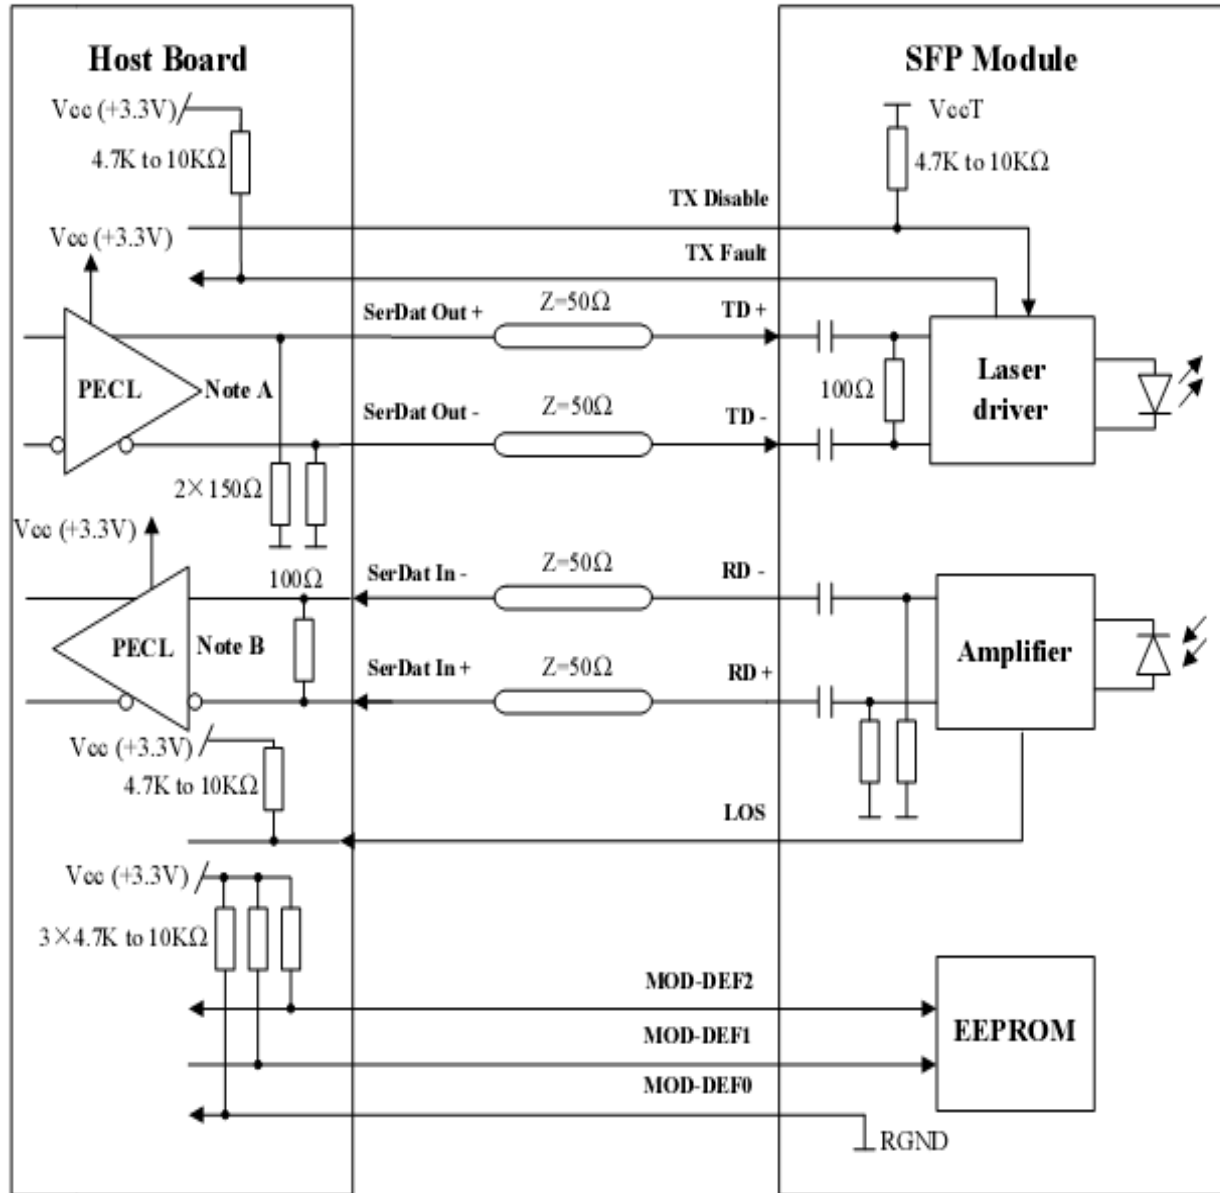 Host Board
SFP Module
Vcc (+3.3V)
VccT
4.7K to 10KΩ
4.7K to 10KΩ
TX Disable
Vcc (+3.3V)
TX Fault
SerDat Out +
Z=50Ω
TD +
PECL
Note A
Laser
driver
100Ω
SerDat Out -
Z=50Ω
TD -
2×150Ω
Vcc (+3.3V)
100Ω
SerDat In -
Z=50Ω
RD -
PECL
Note B
Amplifier
SerDat In +
Z=50Ω
RD +
Vcc (+3.3V)
4.7K to 10KΩ
LOS
Vcc (+3.3V)
3×4.7K to 10KΩ
MOD-DEF2
EEPROM
MOD-DEF1
MOD-DEF0
RGND